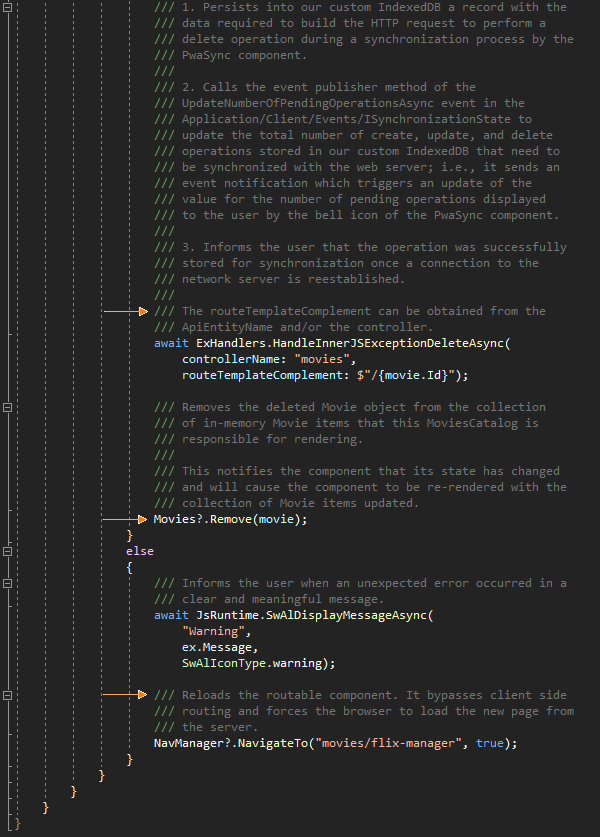 /// 1. Persists into our custom IndexedDB a record with the
/// data required to build the HTTP request to perform a
/// delete operation during a synchronization process by the
/// PwaSync component.
///
/// 2. Calls the event publisher method of the
/// UpdateNumberOfPendingOperationsAsync event in the
/// Application/Client/Events/ISynchronizationState to
/// update the total number of create, update, and delete
/// operations stored in our custom IndexedDB that need to
/// be synchronized with the web server; i.e., it sends an
/// event notification which triggers an update of the
/// value for the number of pending operations displayed
/// to the user by the bell icon of the PwaSync component.
///
/// 3. Informs the user that the operation was successfully
/// stored for synchronization once a connection to the
/// network server is reestablished.
///
/// The routeTemplateComplement can be obtained from the
/// ApiEntityName and/or the controller.
await ExHandlers.HandleInnerJSExceptionDeleteAsync(
controllerName: "movies",
routeTemplateComplement: $"/{movie.Id}");
/// Removes the deleted Movie object from the collection
/// of in-memory Movie items that this MoviesCatalog is
/// responsible for rendering.
///
/// This notifies the component that its state has changed
/// and will cause the component to be re-rendered with the
/// collection of Movie items updated.
Movies?.Remove(movie);
}
else
{
/// Informs the user when an unexpected error occurred in a
/// clear and meaningful message.
await JsRuntime.SwAlDisplayMessageAsync(
"Warning",
ex.Message,
SwAlIconType.warning);
/// Reloads the routable component. It bypasses client side
/// routing and forces the browser to load the new page from
/// the server.
NavManager?.NavigateTo("movies/flix-manager", true);
}
}
}
}
}